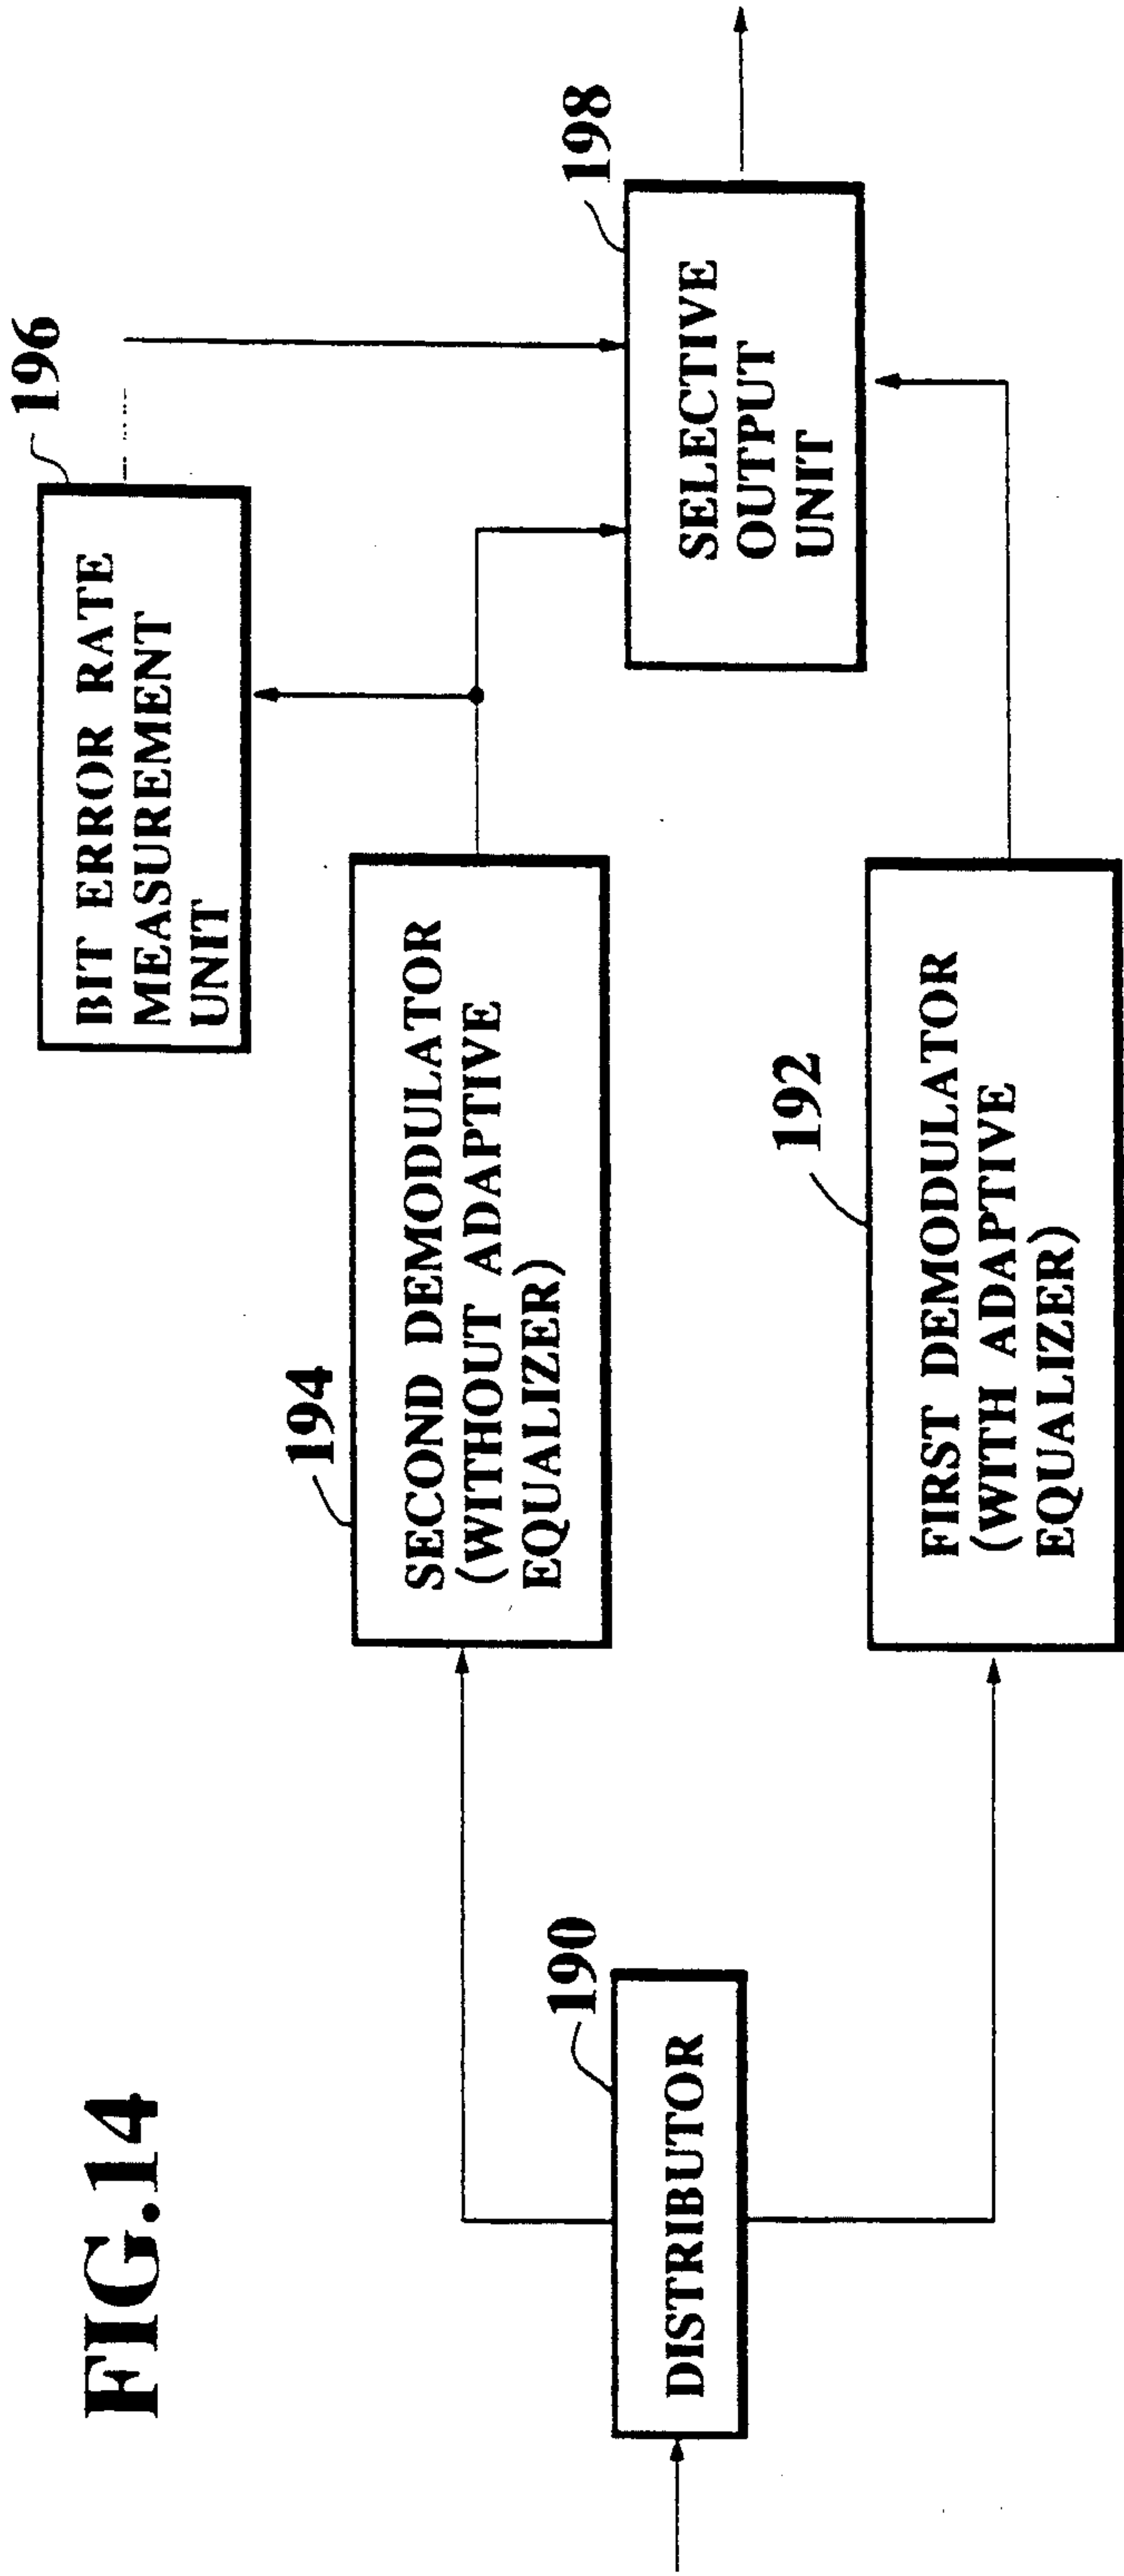 FIG.14
196
BIT ERROR RATE
MEASUREMENT
UNIT
194
SECOND DEMODULATOR
(WITHOUT ADAPTIVE
EQUALIZER)
198
SELECTIVE
OUTPUT
UNIT
190
DISTRIBUTOR
192
FIRST DEMODULATOR
(WITH ADAPTIVE
EQUALIZER)